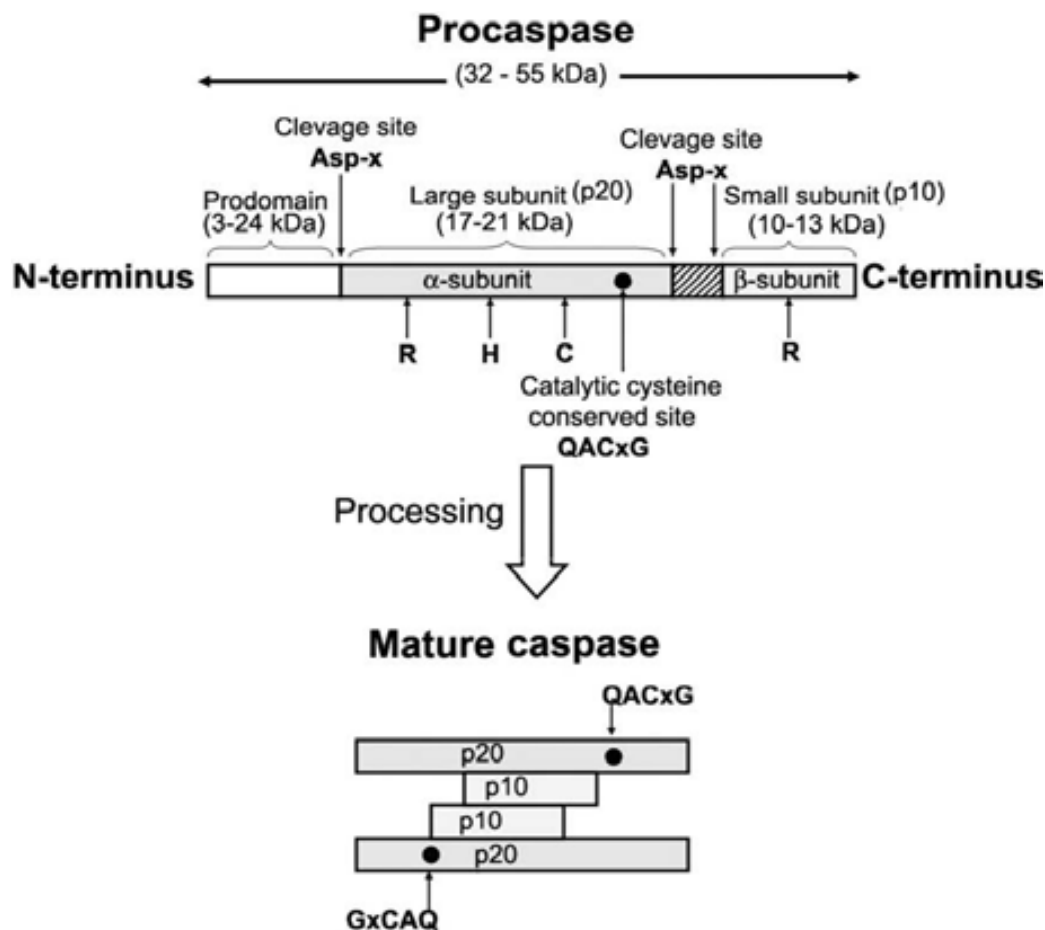 Procaspase
(32 - 55 kDa)
Clevage site
Asp-x
Clevage site
Asp-x
Prodomain
(3-24 kDa)
Large subunit (p20)
(17-21 kDa)
Small subunit (p10)
(10-13 kDa)
N-terminus
α-subunit
β-subunit
C-terminus
R
H
C
R
Catalytic cysteine
conserved site
QACxG
Processing
Mature caspase
QACxG
p20
p10
p10
p20
GxCAQ